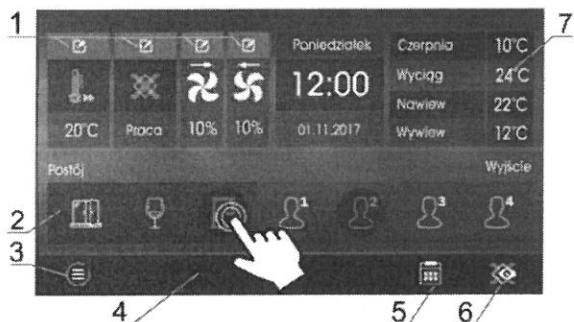 1
Poniedziałek
Czerpnia 10°C
7
12:00
Wyciąg 24°C
Nawiew 22°C
20°C Praca 10% 10% 01.11.2017
Wywiew 12°C
Postój Wyjście
2
1 2 3 4
3
4
5
6